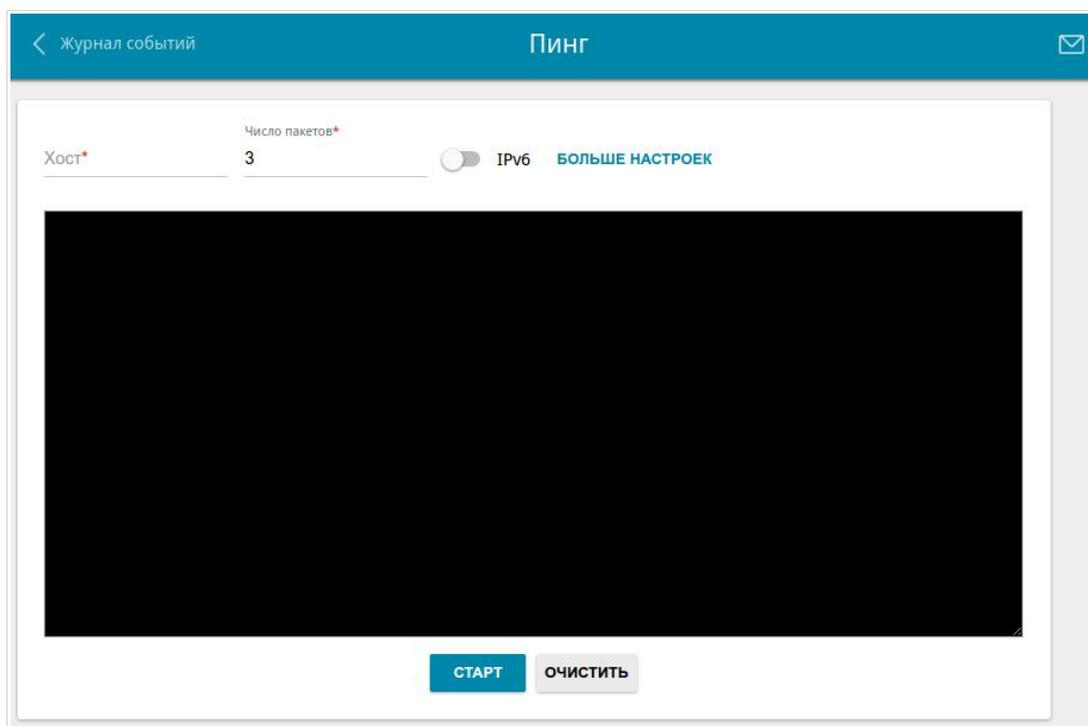 Журнал событий
Пинг
Число пакетов*
Хост*
3
IPv6
БОЛЬШЕ НАСТРОЕК
СТАРТ
ОЧИСТИТЬ